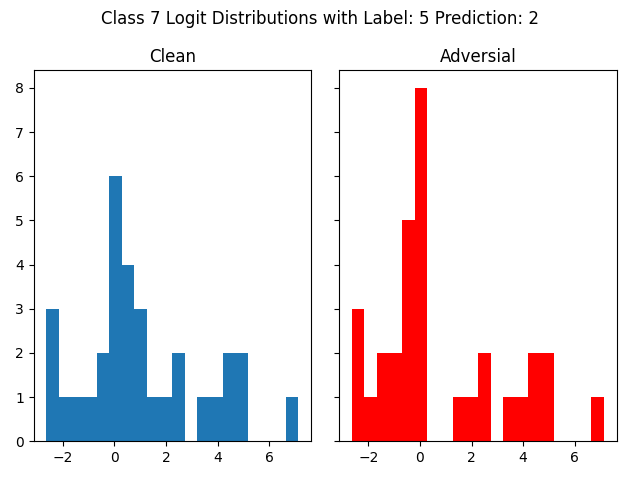 Class 7 Logit Distributions with Label: 5 Prediction: 2
Clean
Adversial
8
7
6
5
4
3
2
1
0
−2 0 2 4 6
−2 0 2 4 6